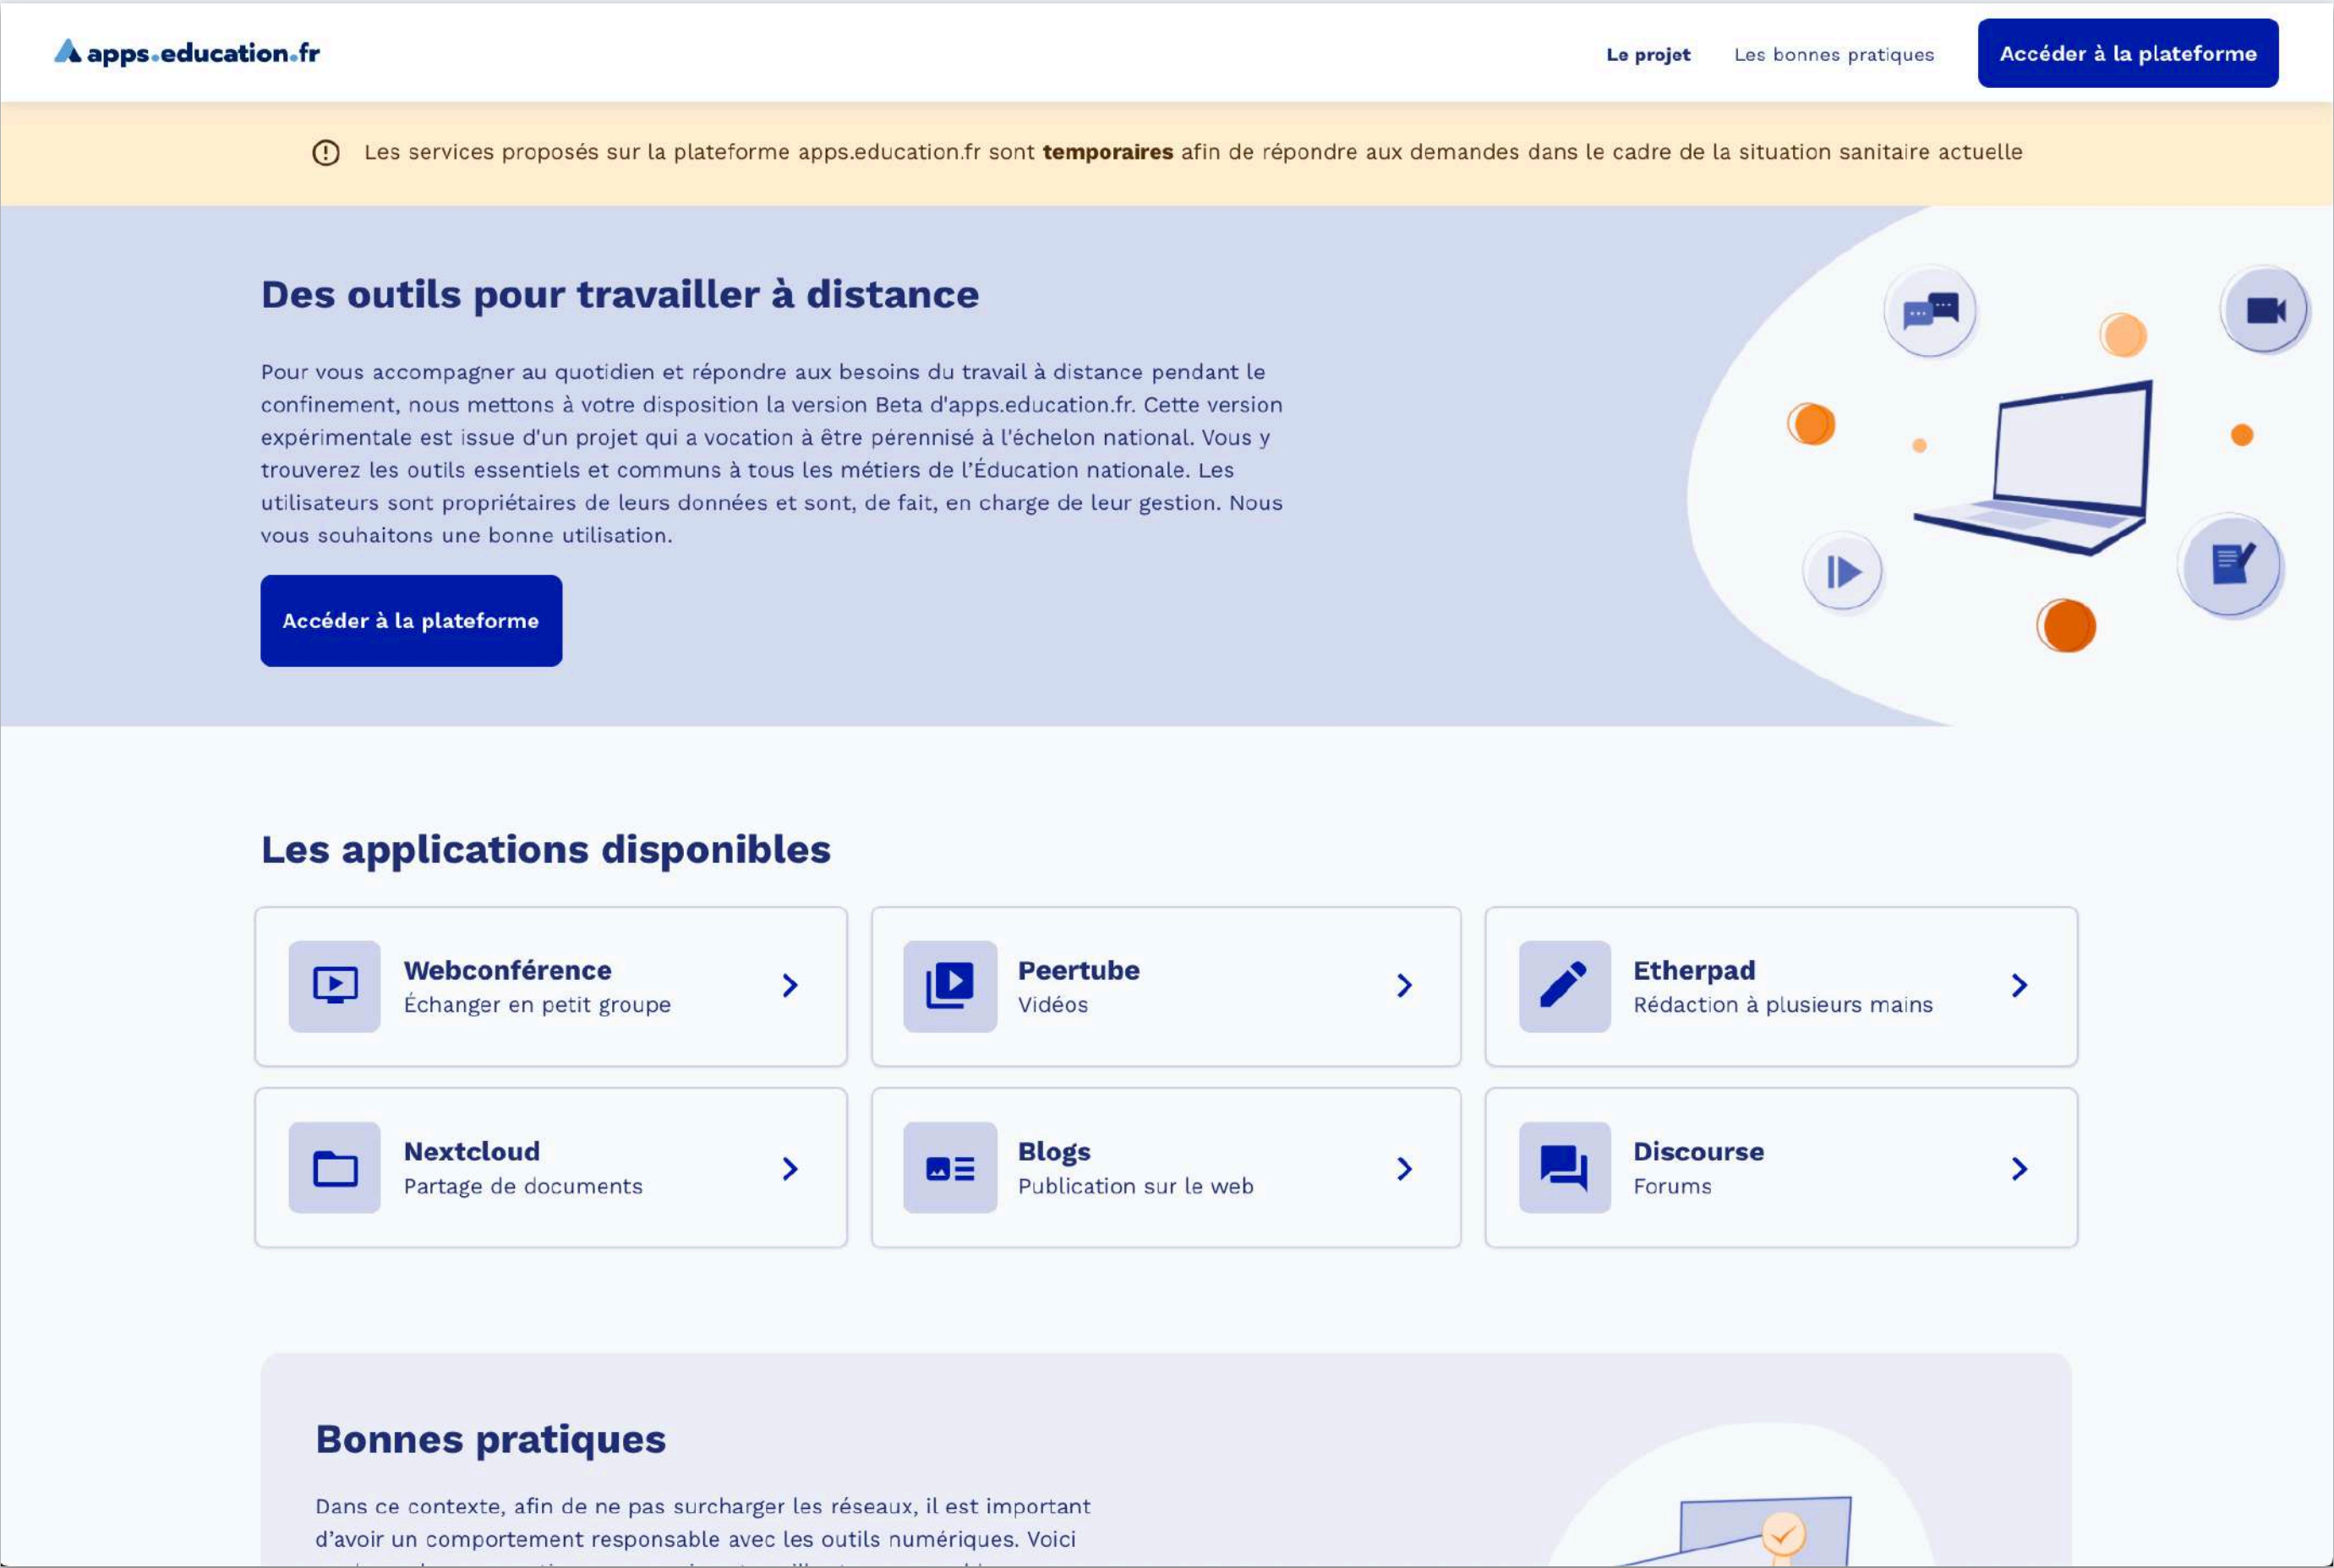 apps.education.fr
Le projet
Les bonnes pratiques
Accéder à la plateforme
Les services proposés sur la plateforme apps.education.fr sont temporaires afin de répondre aux demandes dans le cadre de la situation sanitaire actuelle
Des outils pour travailler à distance
Pour vous accompagner au quotidien et répondre aux besoins du travail à distance pendant le
confinement, nous mettons à votre disposition la version Beta d'apps.education.fr. Cette version
expérimentale est issue d'un projet qui a vocation à être pérennisé à l'échelon national. Vous y
trouverez les outils essentiels et communs à tous les métiers de l’Éducation nationale. Les
utilisateurs sont propriétaires de leurs données et sont, de fait, en charge de leur gestion. Nous
vous souhaitons une bonne utilisation.
Accéder à la plateforme
Les applications disponibles
Webconférence
Échanger en petit groupe
Peertube
Vidéos
Etherpad
Rédaction à plusieurs mains
Nextcloud
Partage de documents
Blogs
Publication sur le web
Discourse
Forums
Bonnes pratiques
Dans ce contexte, afin de ne pas surcharger les réseaux, il est important
d’avoir un comportement responsable avec les outils numériques. Voici